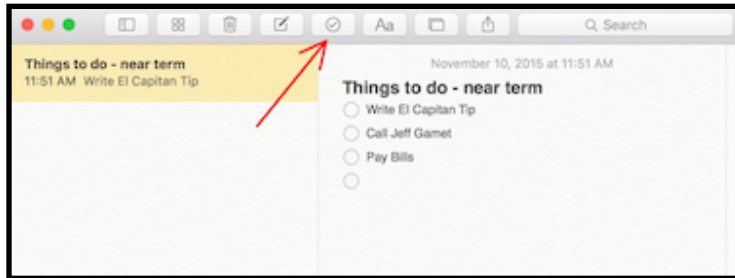 Aa
Search
Things to do - near term
11:51 AM Write El Capitan Tip
November 10, 2015 at 11:51 AM
Things to do - near term
Write El Capitan Tip
Call Jeff Gamet
Pay Bills